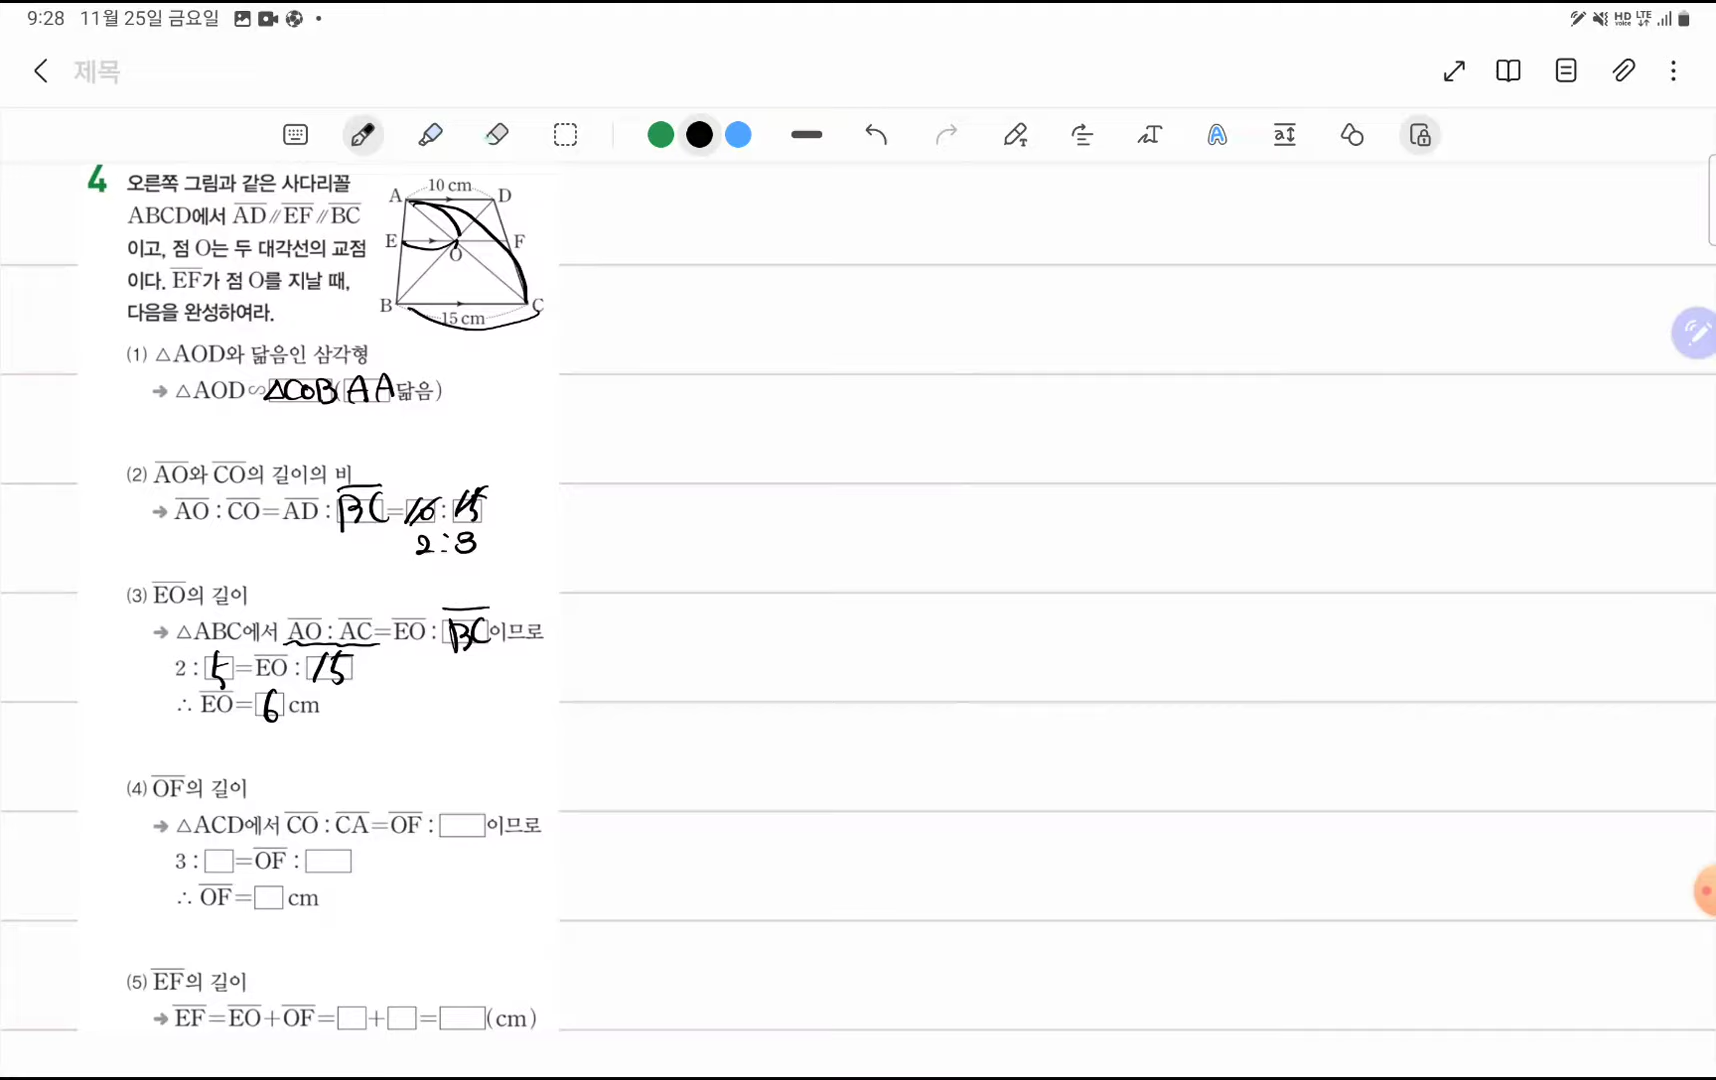 9:28 11월 25일 금요일
HD voice LTE
제목
4 오른쪽 그림과 같은 사다리꼴
ABCD에서 AD∥EF∥BC
이고, 점 O는 두 대각선의 교점
이다. EF가 점 O를 지날 때,
다음을 완성하여라.
10 cm
A D
E F
O
B C
15 cm
(1) △AOD와 닮음인 삼각형
→ △AOD∽△COB(AA닮음)
(2) AO와 CO의 길이의 비
→ AO : CO=AD : BC=10 : 15
2 : 3
(3) EO의 길이
→ △ABC에서 AO : AC=EO : BC이므로
2 : 5=EO : 15
∴ EO=6 cm
(4) OF의 길이
→ △ACD에서 CO : CA=OF : □이므로
3 : □=OF : □
∴ OF=□ cm
(5) EF의 길이
→ EF=EO+OF=□+□=□(cm)